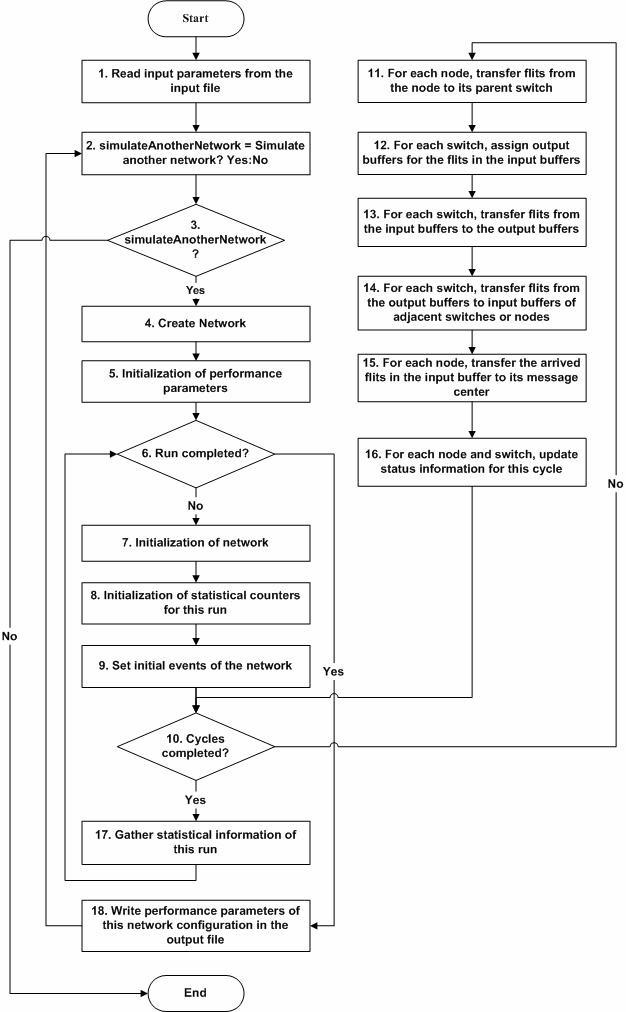 Start
1. Read input parameters from the
input file
2. simulateAnotherNetwork = Simulate
another network? Yes:No
3.
simulateAnotherNetwork
?
Yes
4. Create Network
5. Initialization of performance
parameters
6. Run completed?
No
7. Initialization of network
8. Initialization of statistical counters
for this run
9. Set initial events of the network
10. Cycles
completed?
Yes
17. Gather statistical information of
this run
18. Write performance parameters of
this network configuration in the
output file
End
No
Yes
11. For each node, transfer flits from
the node to its parent switch
12. For each switch, assign output
buffers for the flits in the input buffers
13. For each switch, transfer flits from
the input buffers to the output buffers
14. For each switch, transfer flits from
the output buffers to input buffers of
adjacent switches or nodes
15. For each node, transfer the arrived
flits in the input buffer to its message
center
16. For each node and switch, update
status information for this cycle
No